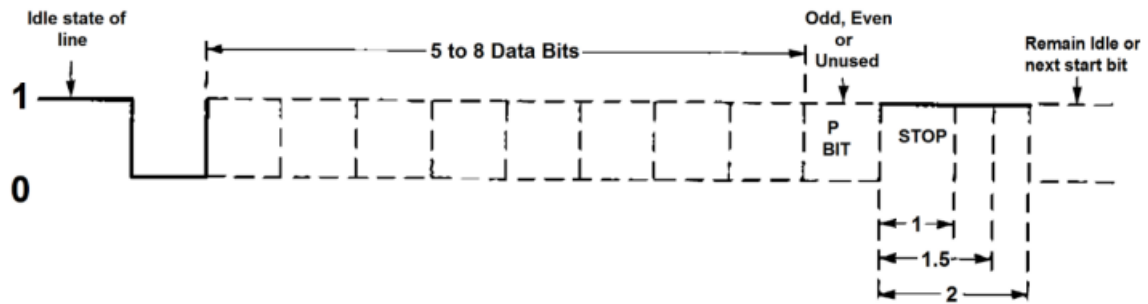 Idle state of
line
5 to 8 Data Bits
Odd, Even
or
Unused
Remain Idle or
next start bit
1
0
P
BIT
STOP
1
1.5
2